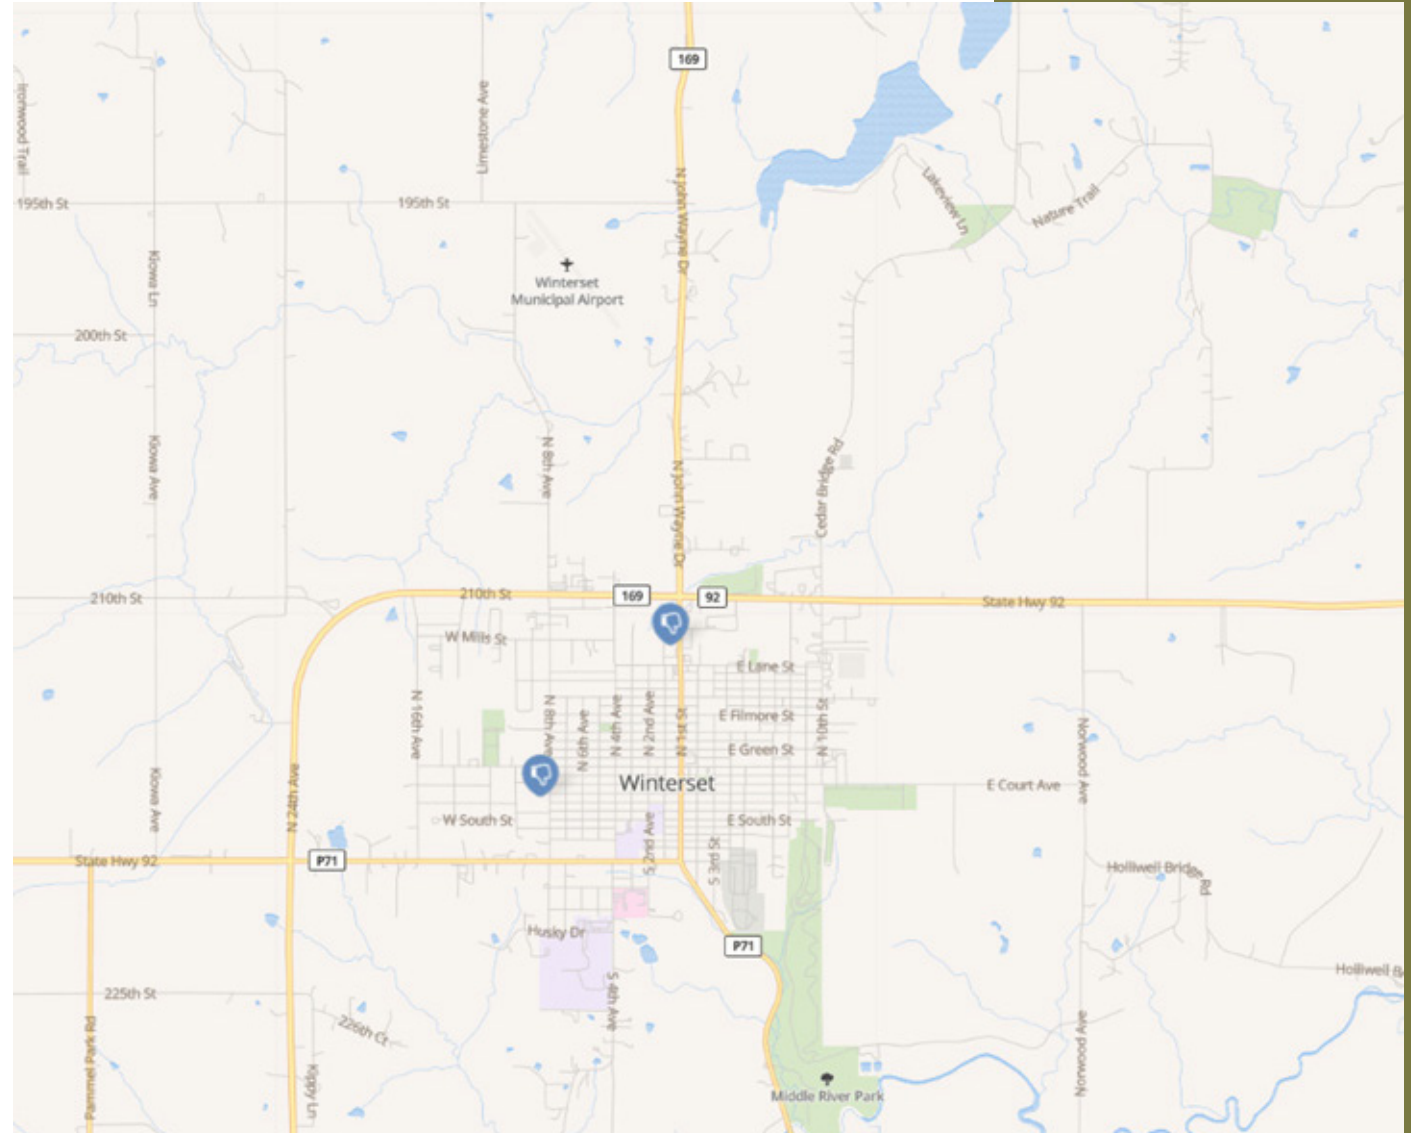 169
Ironwood Trail
Limestone Ave
N John Wayne Dr
Lakeview Ln
Nature Trail
195th St
195th St
Kiowa Ln
Winterset
Municipal Airport
200th St
Kiowa Ave
N 8th Ave
N John Wayne Dr
Cedar Bridge Rd
210th St
210th St
169
92
State Hwy 92
W Mills St
E Lane St
N 16th Ave
N 8th Ave
N 6th Ave
N 4th Ave
N 2nd Ave
N 1st St
E Filmore St
N 10th St
E Green St
Norwood Ave
Kiowa Ave
N 24th Ave
Winterset
E Court Ave
W South St
S 2nd Ave
E South St
S 3rd St
State Hwy 92
P71
Holliwell Bridge Rd
Husky Dr
P71
Holliwell B
225th St
S 4th Ave
226th Ct
Pammel Park Rd
Kippy Ln
Norwood Ave
Middle River Park